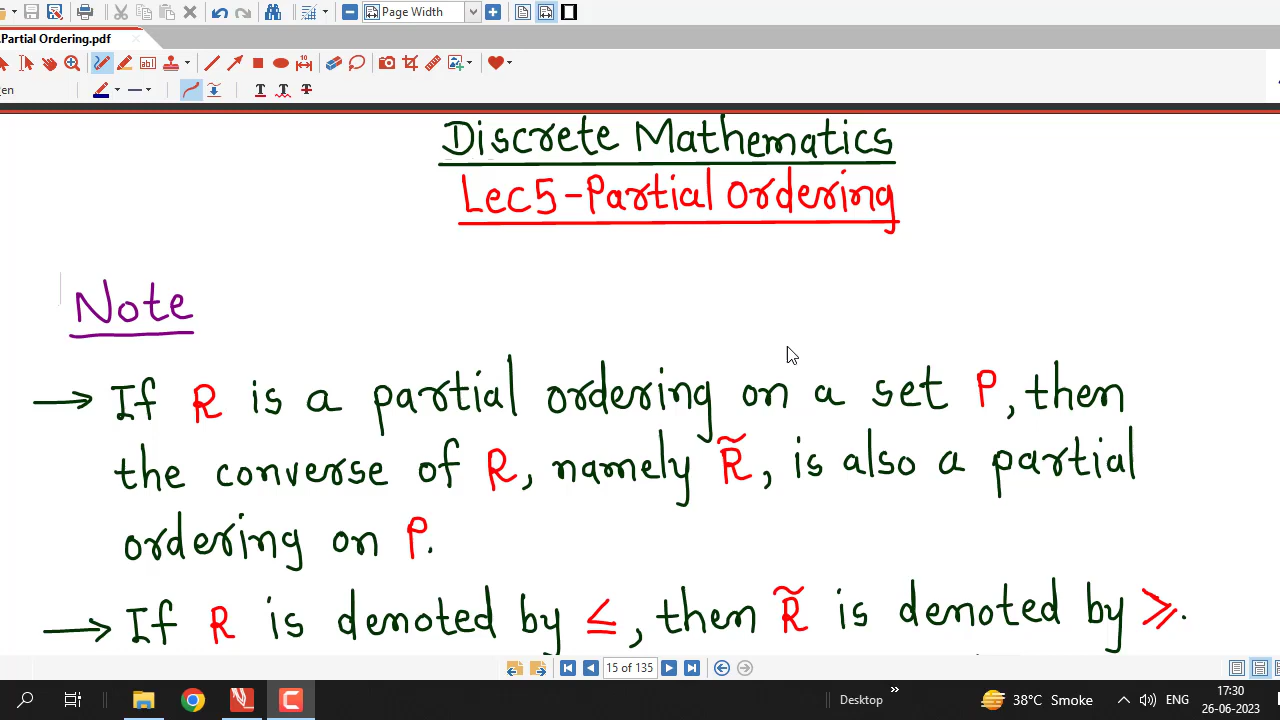 Page Width
.Partial Ordering.pdf
en
Discrete Mathematics
Lec5-Partial Ordering
Note
→ If R is a partial ordering on a set P, then
the converse of R, namely R̃, is also a partial
ordering on P.
→ If R is denoted by ≤, then R̃ is denoted by ≥.
15 of 135
Desktop
»
38°C Smoke
ENG
17:30
26-06-2023